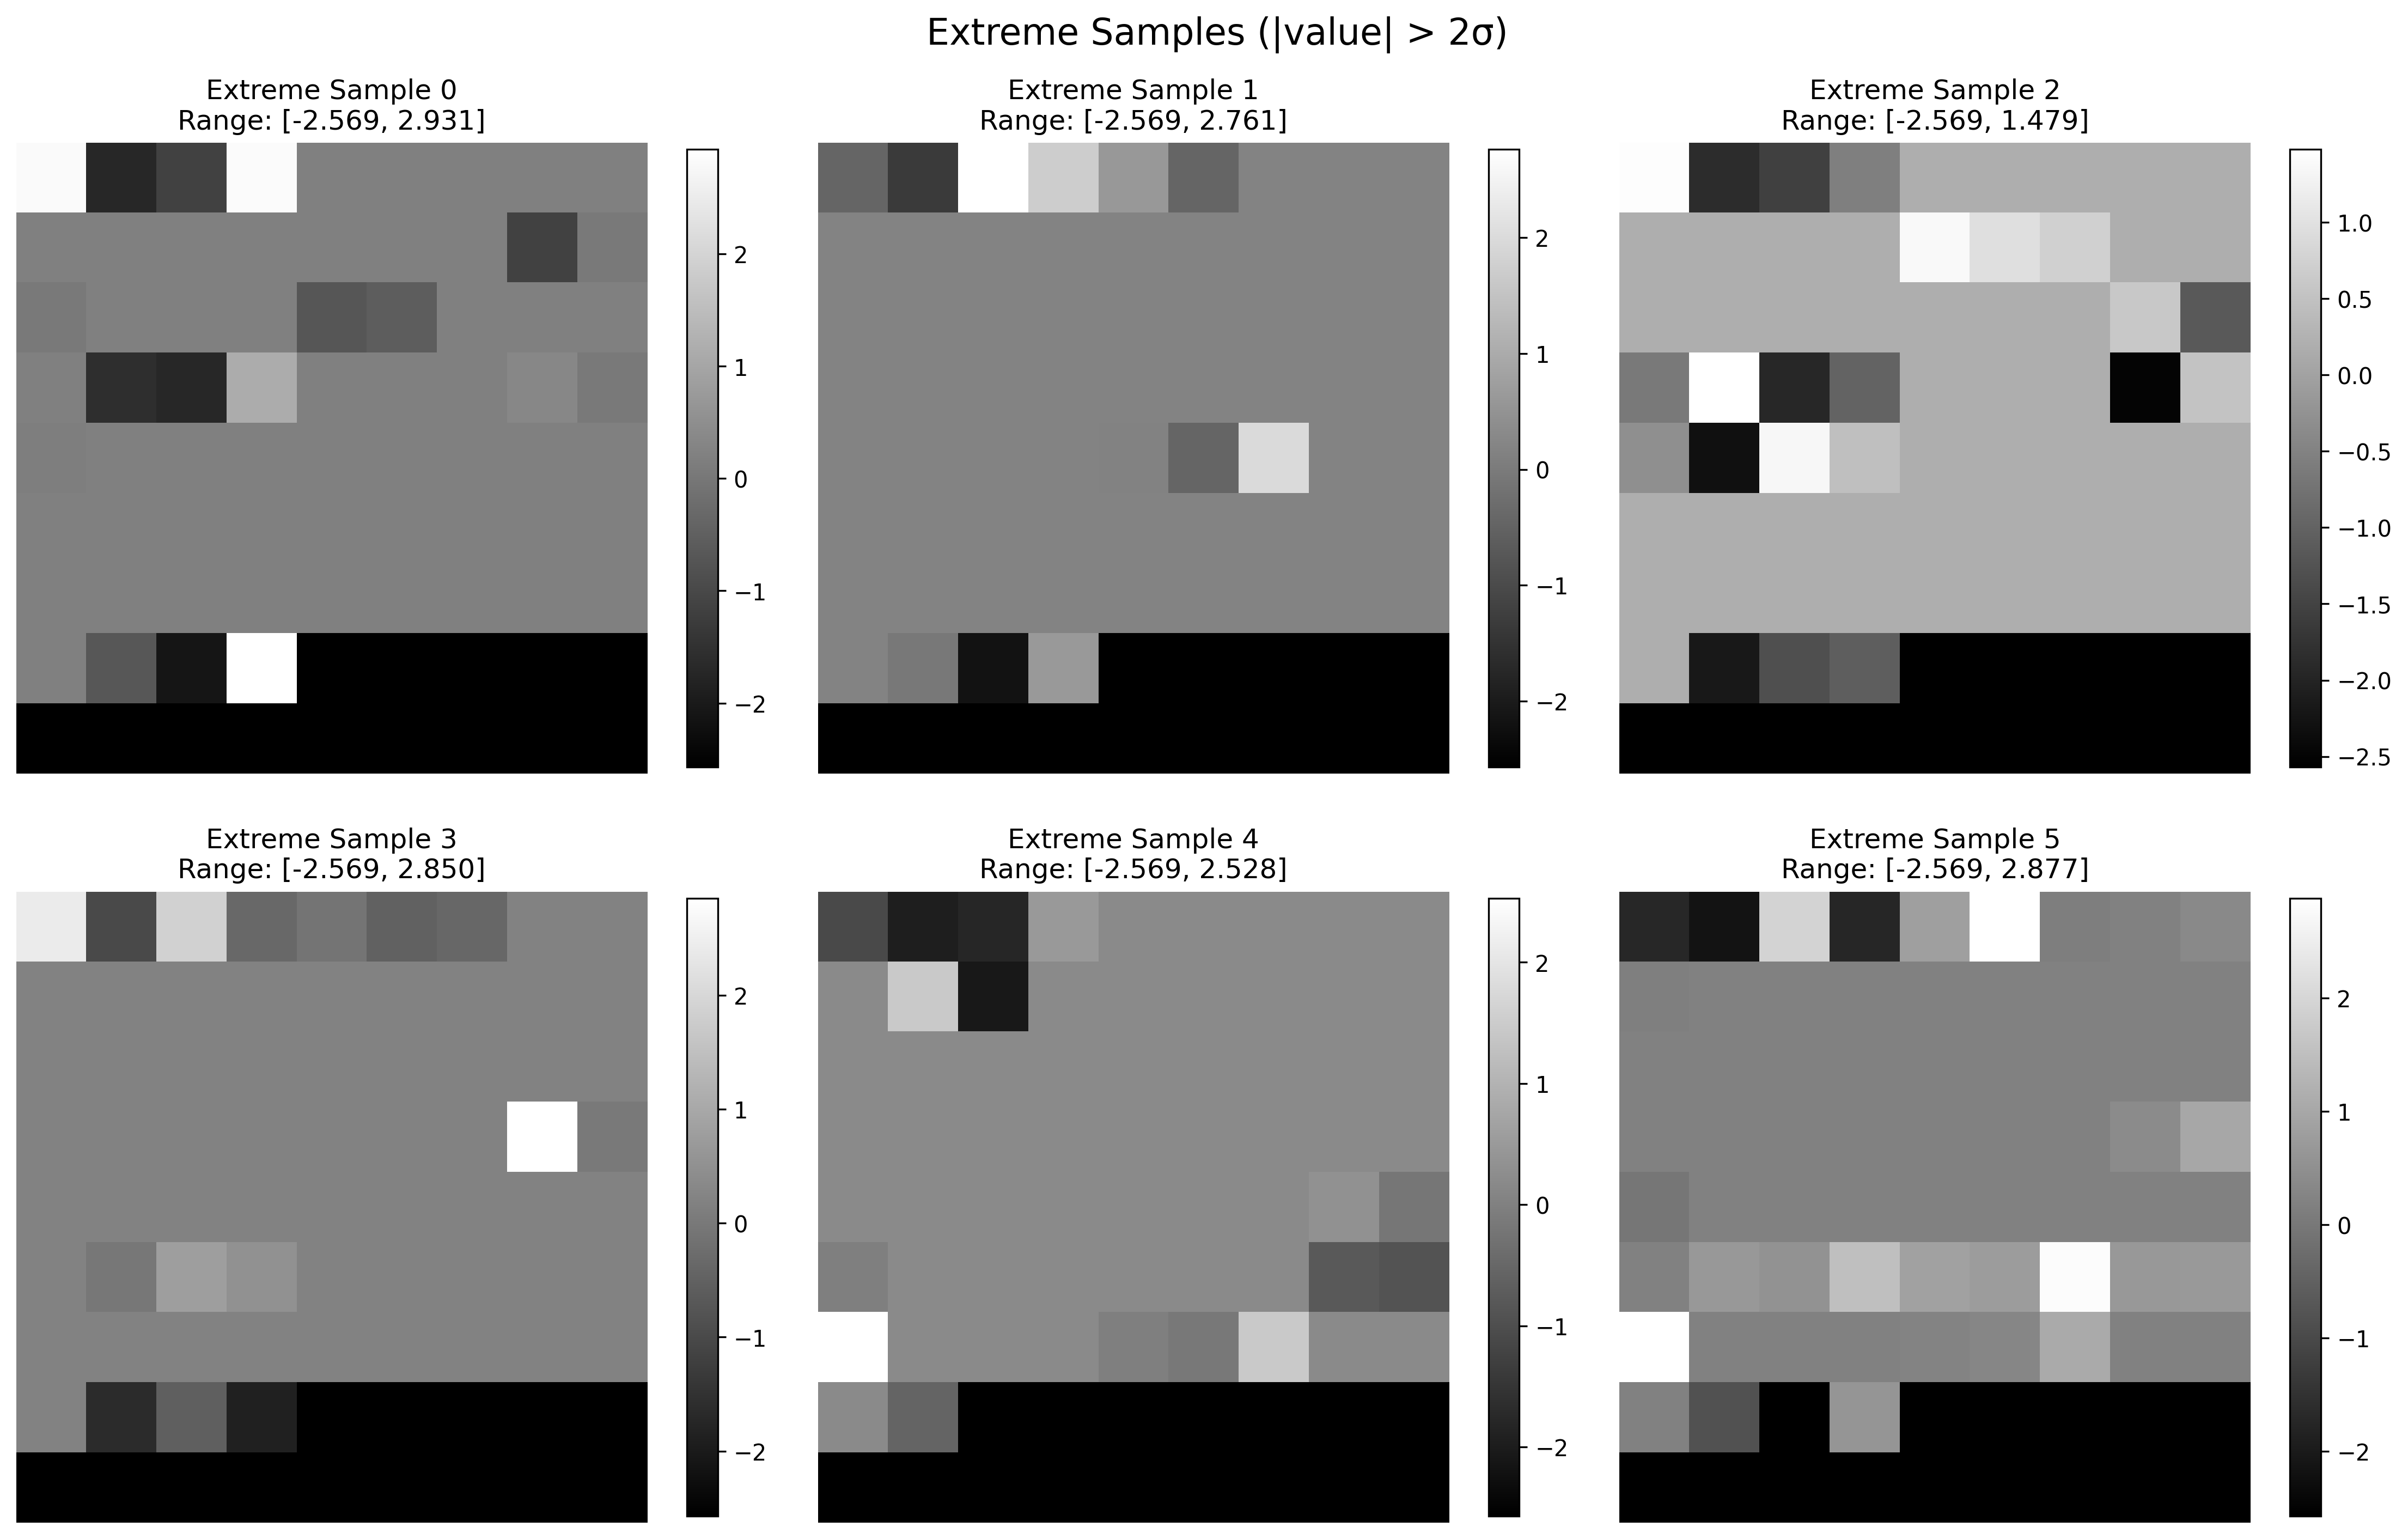 Extreme Samples (|value| > 2σ)
Extreme Sample 0
Range: [-2.569, 2.931]
2
1
0
−1
−2
Extreme Sample 1
Range: [-2.569, 2.761]
2
1
0
−1
−2
Extreme Sample 2
Range: [-2.569, 1.479]
1.0
0.5
0.0
−0.5
−1.0
−1.5
−2.0
−2.5
Extreme Sample 3
Range: [-2.569, 2.850]
2
1
0
−1
−2
Extreme Sample 4
Range: [-2.569, 2.528]
2
1
0
−1
−2
Extreme Sample 5
Range: [-2.569, 2.877]
2
1
0
−1
−2